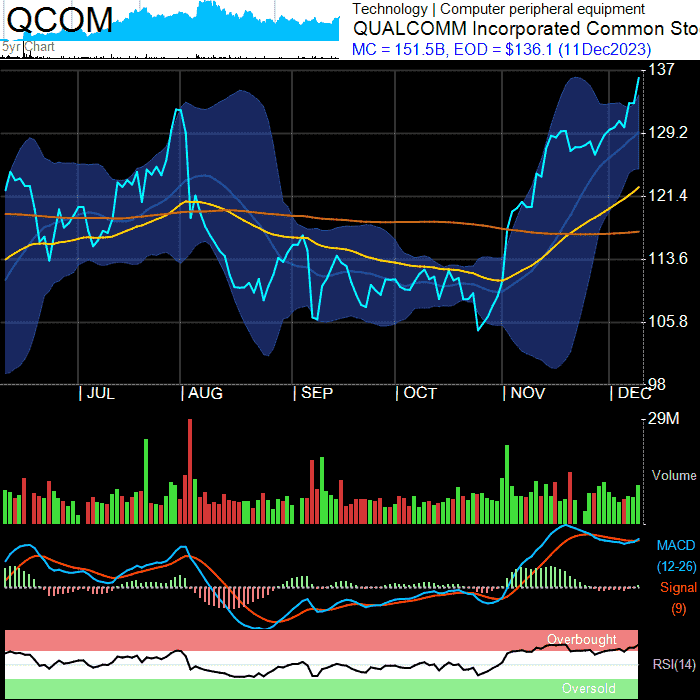 QCOM
5yr Chart
Technology | Computer peripheral equipment
QUALCOMM Incorporated Common Sto
MC = 151.5B, EOD = $136.1 (11Dec2023)
137
129.2
121.4
113.6
105.8
98
| JUL | AUG | SEP | OCT | NOV | DEC
29M
Volume
MACD
(12-26)
Signal
(9)
Overbought
RSI(14)
Oversold